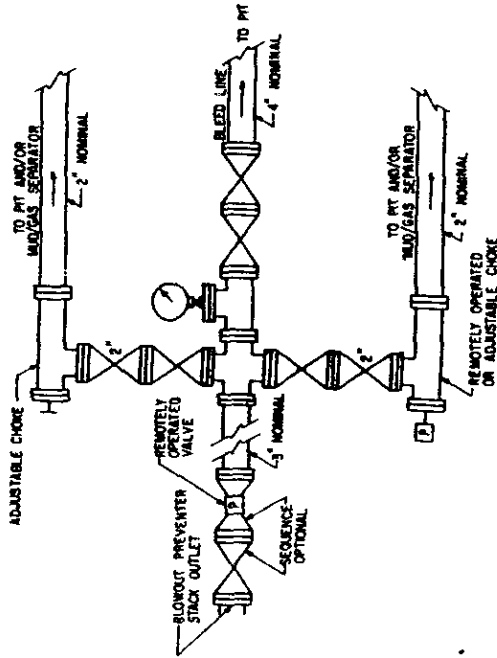 ADJUSTABLE CHOKE
TO PIT AND/OR
MUD/GAS SEPARATOR
2" NOMINAL
2"
BLOWOUT PREVENTER
STACK OUTLET
REMOTELY
OPERATED
VALVE
P
SEQUENCE
OPTIONAL
3" NOMINAL
BLEED LINE
TO PIT
4" NOMINAL
2"
TO PIT AND/OR
MUD/GAS SEPARATOR
2" NOMINAL
P
REMOTELY OPERATED
OR ADJUSTABLE CHOKE